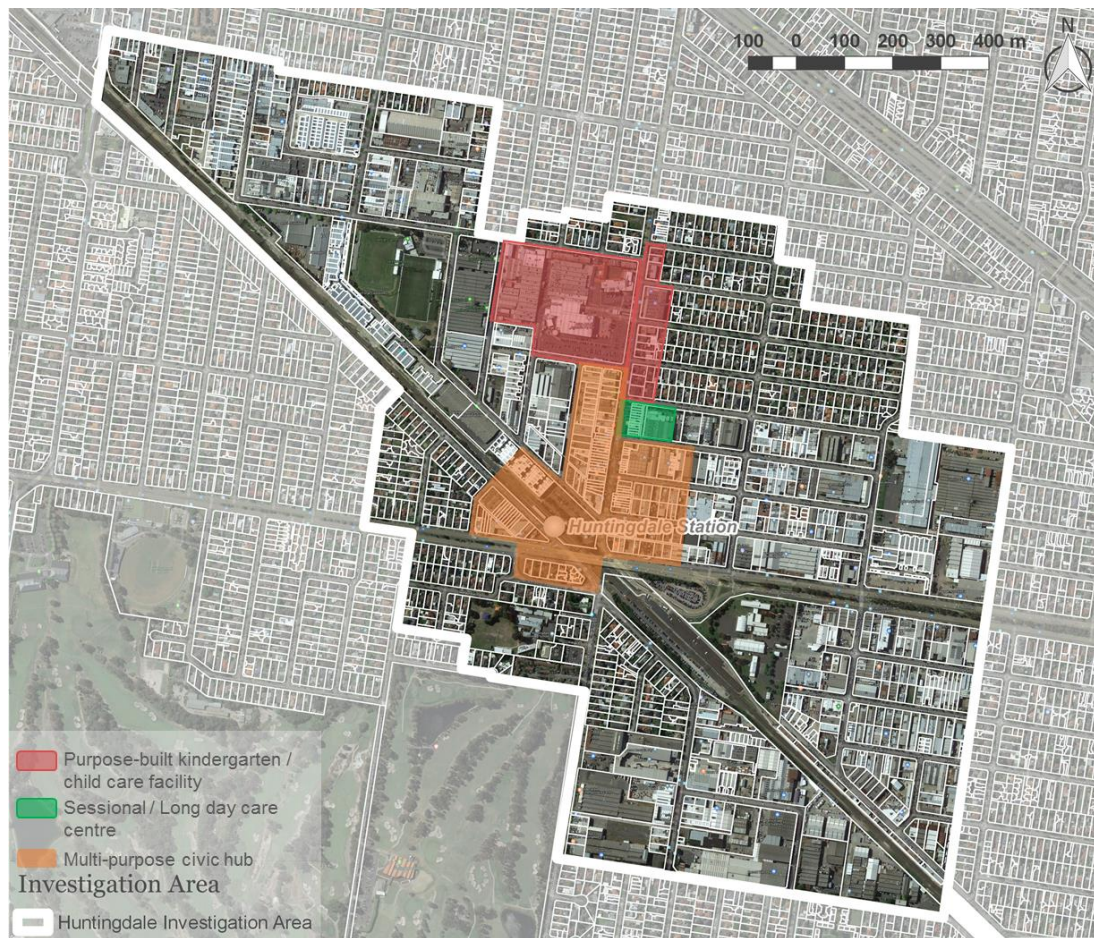 N
100 0 100 200 300 400 m
Huntingdale Station
Purpose-built kindergarten /
child care facility
Sessional / Long day care
centre
Multi-purpose civic hub
Investigation Area
Huntingdale Investigation Area